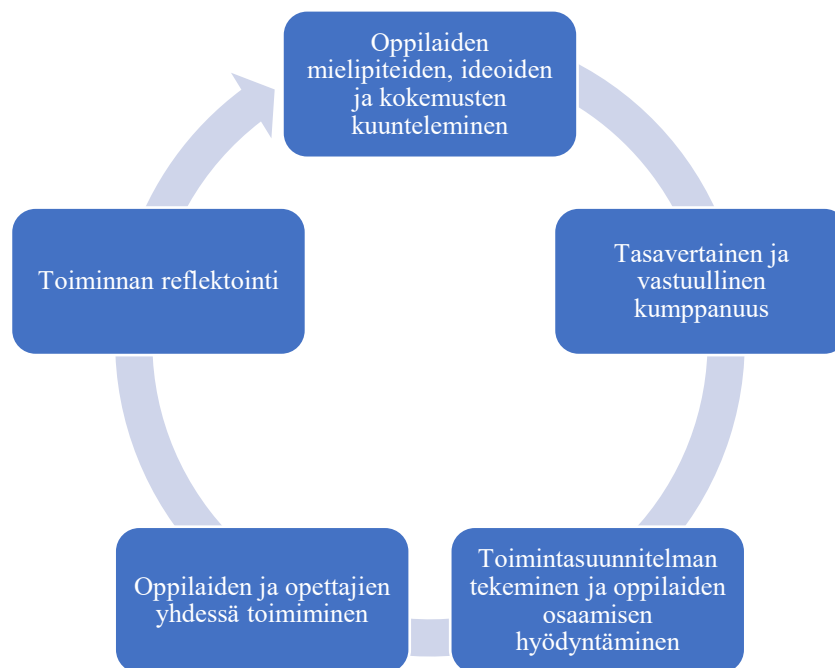 Oppilaiden
mielipiteiden, ideoiden
ja kokemusten
kuunteleminen
Tasavertainen ja
vastuullinen
kumppanuus
Toimintasuunnitelman
tekeminen ja oppilaiden
osaamisen
hyödyntäminen
Oppilaiden ja opettajien
yhdessä toimiminen
Toiminnan reflektointi